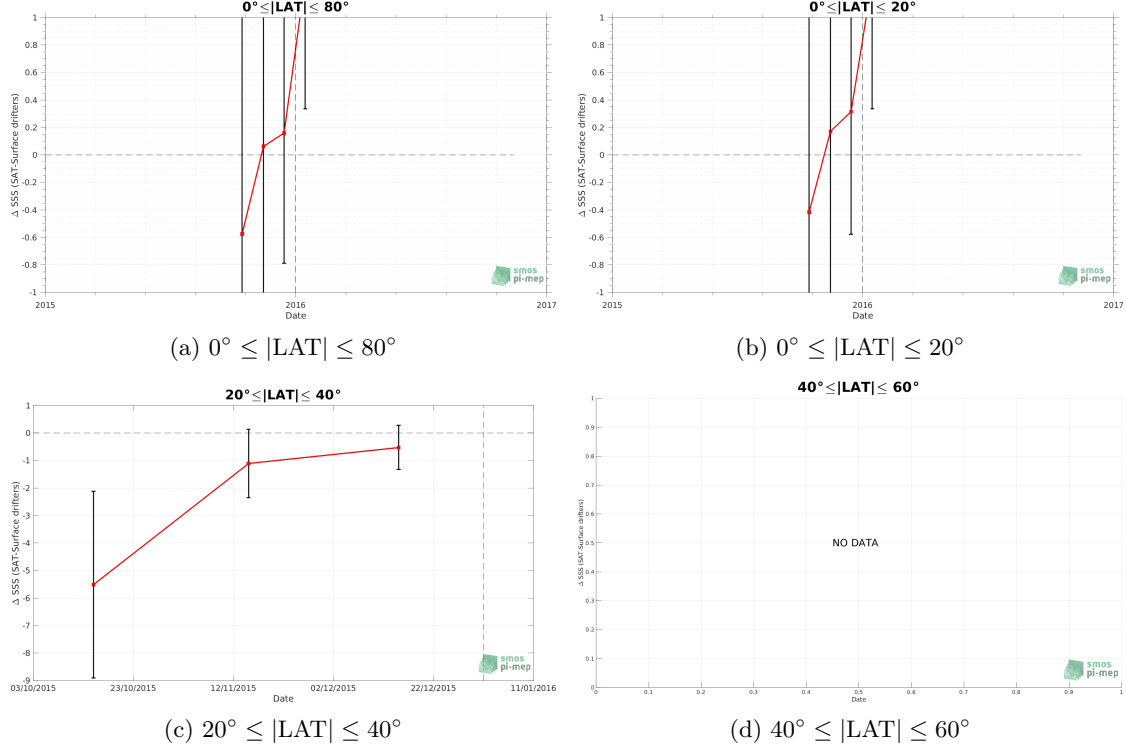 0°≤|LAT|≤ 80°
1
0.8
0.6
0.4
0.2
0
-0.2
-0.4
-0.6
-0.8
-1
Δ SSS (SAT-Surface drifters)
2015
2016
2017
Date
smos
pi-mep
(a) 0° ≤ |LAT| ≤ 80°
0°≤|LAT|≤ 20°
1
0.8
0.6
0.4
0.2
0
-0.2
-0.4
-0.6
-0.8
-1
Δ SSS (SAT-Surface drifters)
2015
2016
2017
Date
smos
pi-mep
(b) 0° ≤ |LAT| ≤ 20°
20°≤|LAT|≤ 40°
1
0
-1
-2
-3
-4
-5
-6
-7
-8
-9
Δ SSS (SAT-Surface drifters)
03/10/2015
23/10/2015
12/11/2015
02/12/2015
22/12/2015
11/01/2016
Date
smos
pi-mep
(c) 20° ≤ |LAT| ≤ 40°
40°≤|LAT|≤ 60°
1
0.9
0.8
0.7
0.6
0.5
0.4
0.3
0.2
0.1
0
Δ SSS (SAT-Surface drifters)
NO DATA
0
0.1
0.2
0.3
0.4
0.5
0.6
0.7
0.8
0.9
1
Date
smos
pi-mep
(d) 40° ≤ |LAT| ≤ 60°